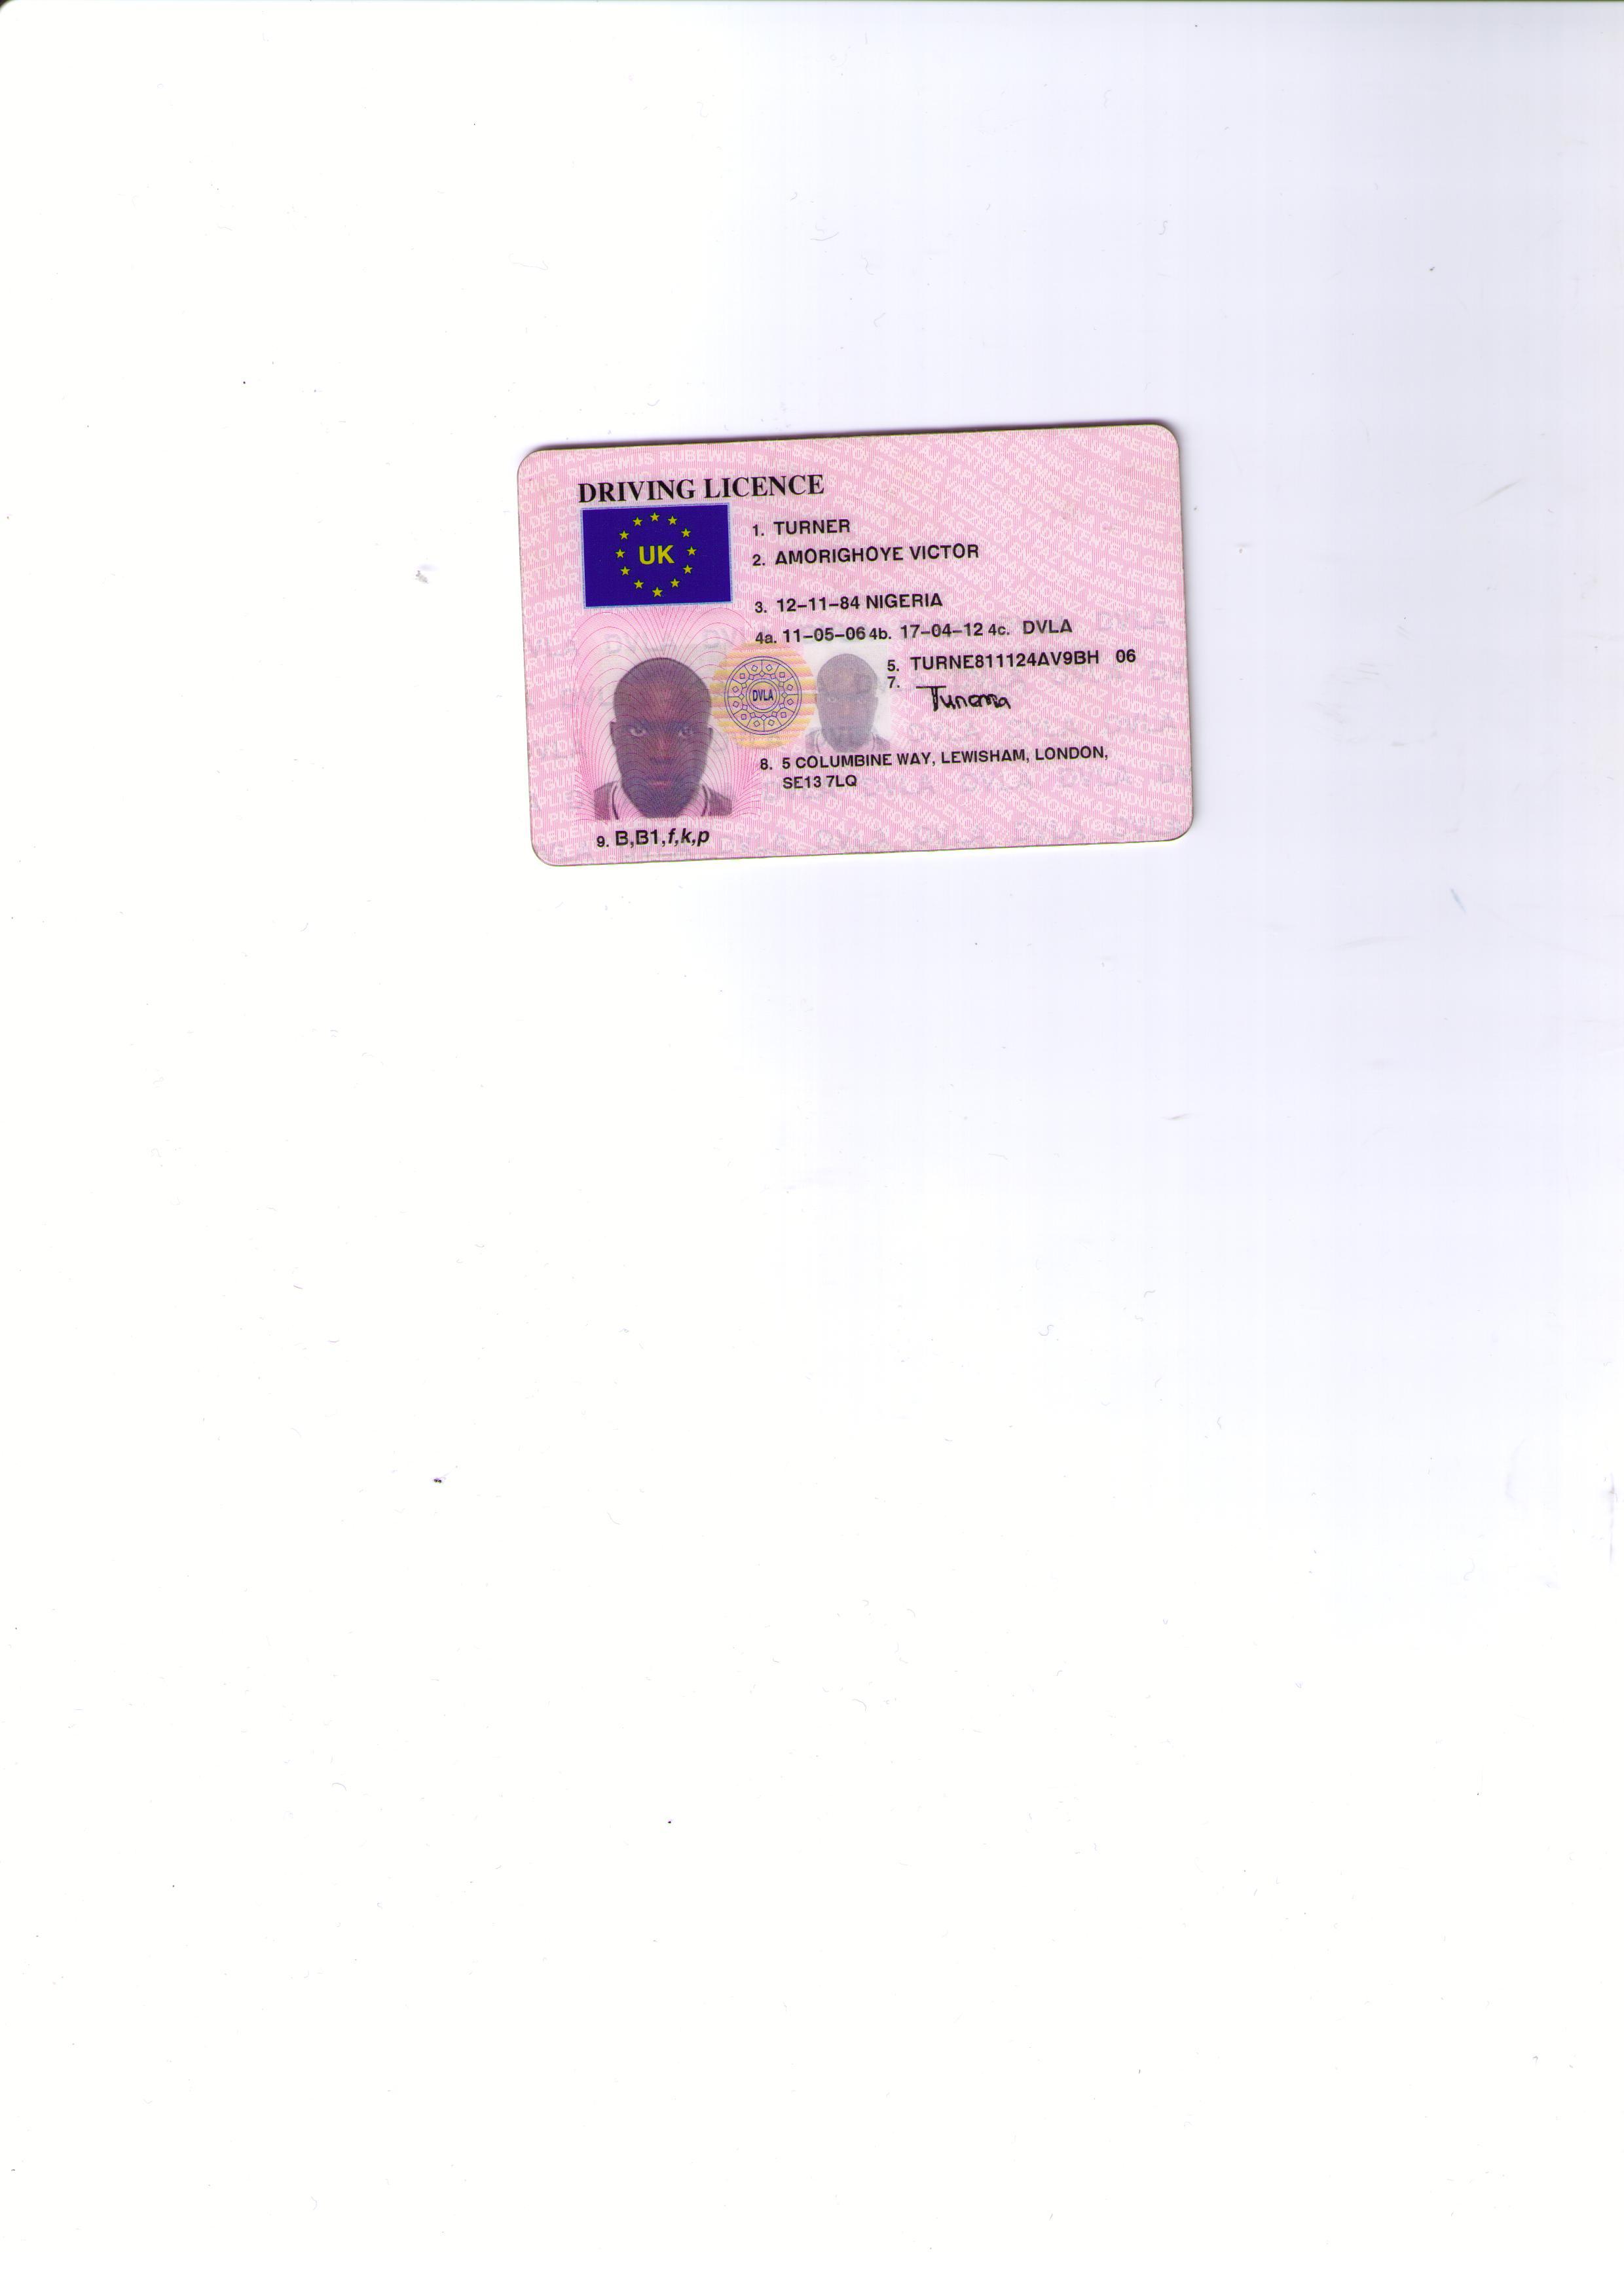 DRIVING LICENCE
UK
1. TURNER
2. AMORIGHOYE VICTOR
3. 12-11-84 NIGERIA
4a. 11-05-06 4b. 17-04-12 4c. DVLA
5. TURNE811124AV9BH 06
7.
DVLA
8. 5 COLUMBINE WAY, LEWISHAM, LONDON,
SE13 7LQ
9. B,B1,f,k,p